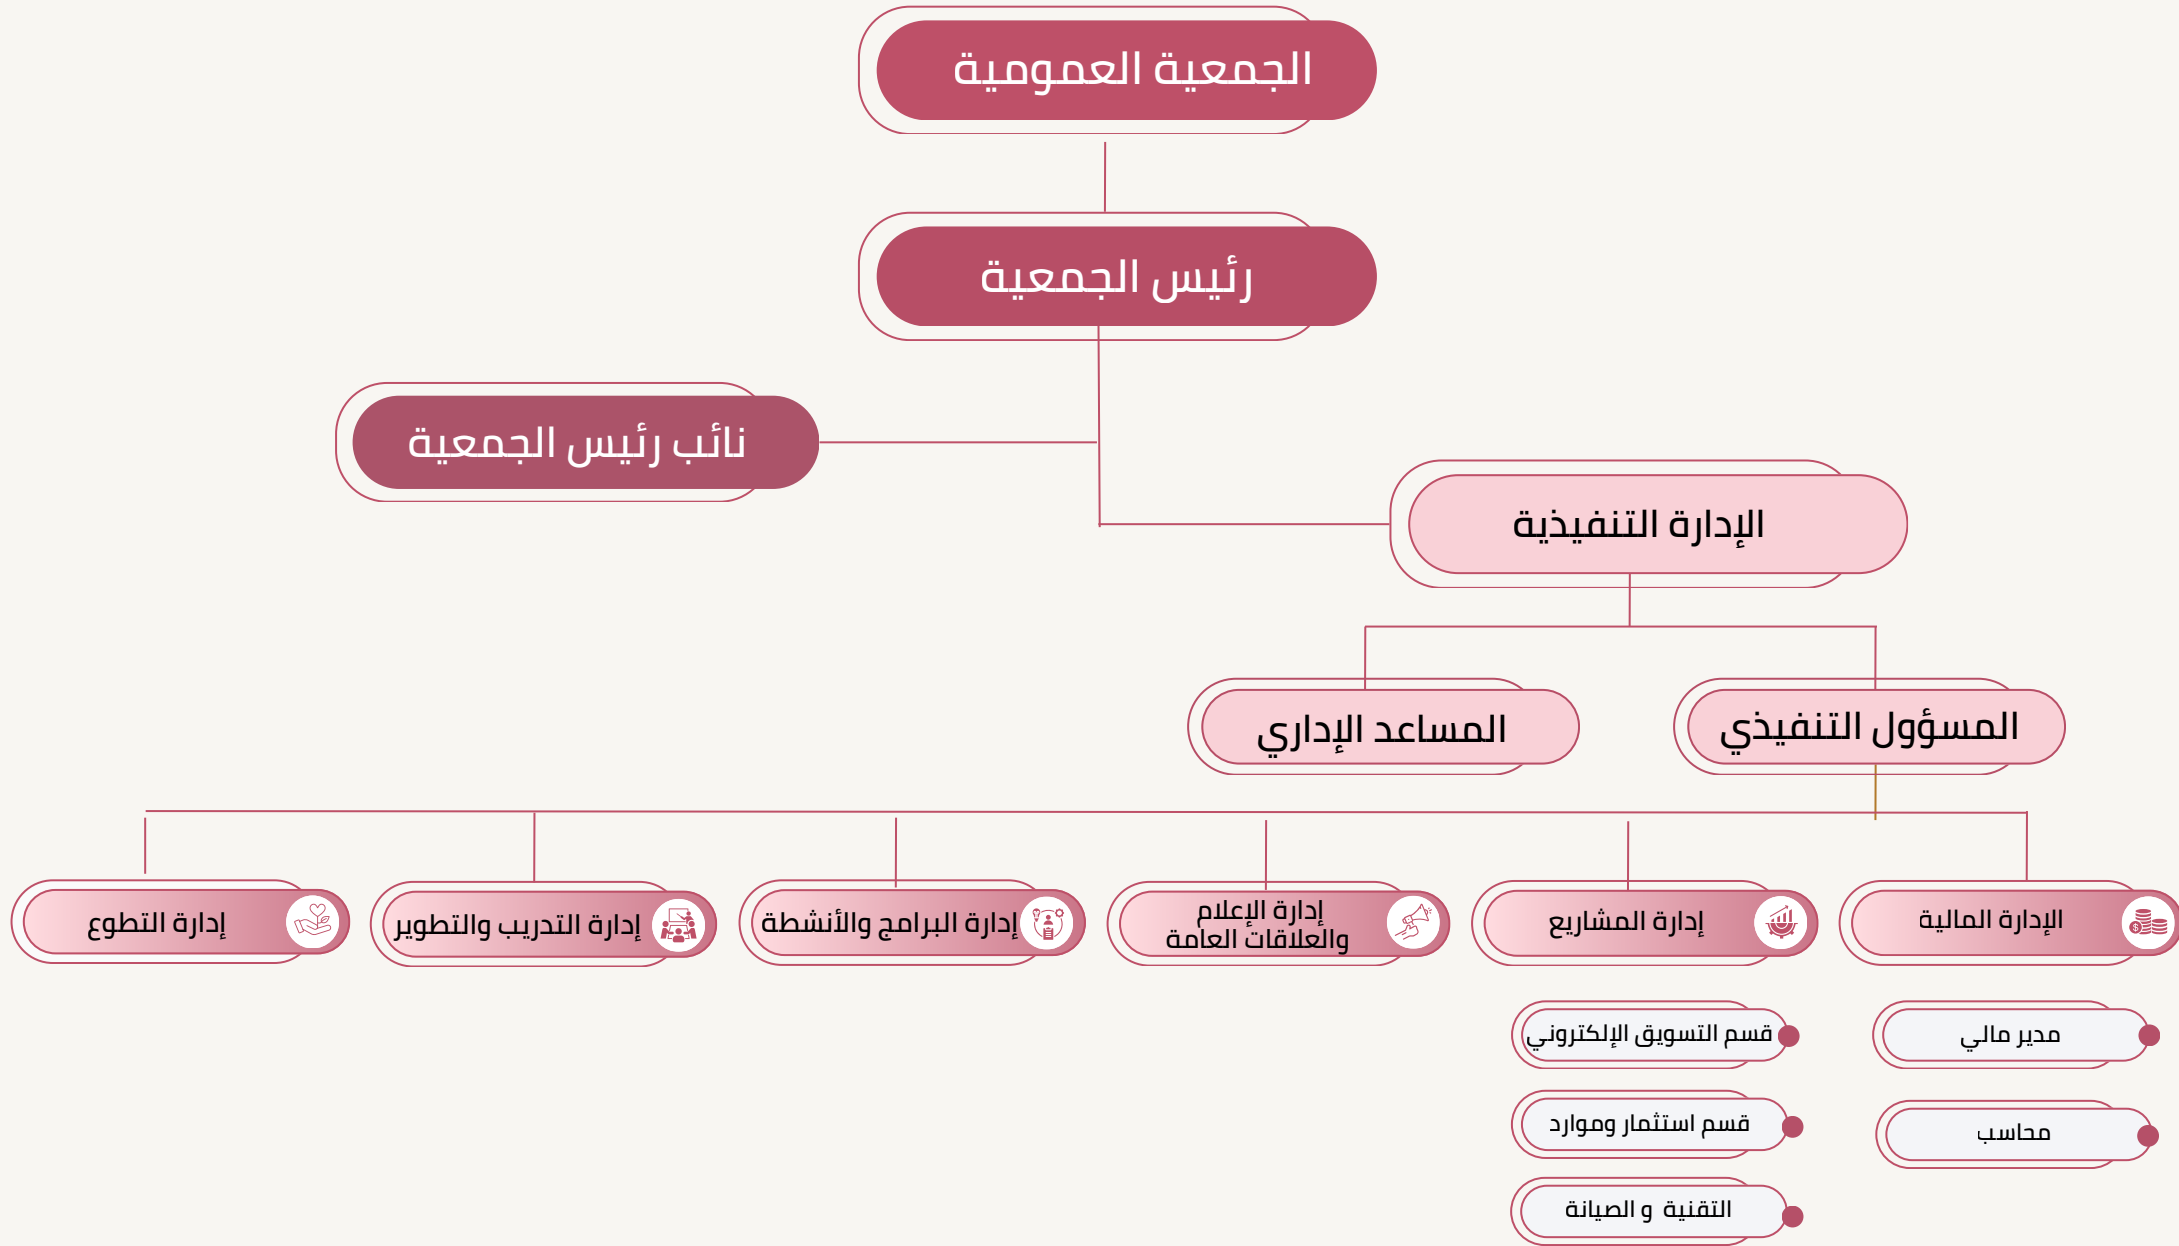 الجمعية العمومية
رئيس الجمعية
نائب رئيس الجمعية
الإدارة التنفيذية
المسؤول التنفيذي
المساعد الإداري
الإدارة المالية
إدارة المشاريع
إدارة الإعلام
والعلاقات العامة
إدارة البرامج والأنشطة
إدارة التدريب والتطوير
إدارة التطوع
مدير مالي
محاسب
قسم التسويق الإلكتروني
قسم استثمار وموارد
التقنية و الصيانة